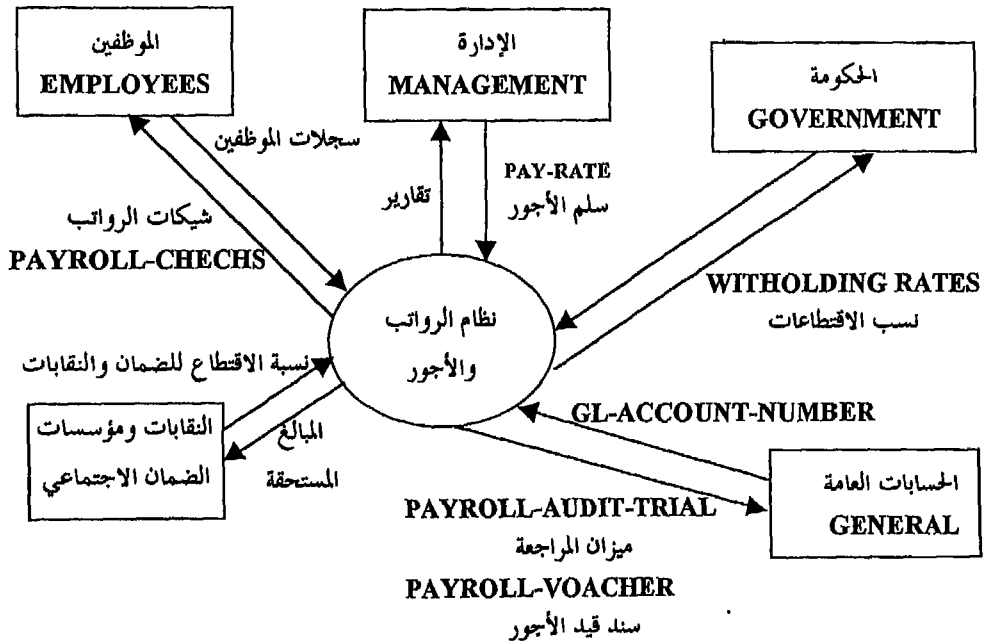 الموظفين
EMPLOYEES
الإدارة
MANAGEMENT
الحكومة
GOVERNMENT
سجلات الموظفين
شيكات الرواتب
PAYROLL-CHECHS
تقارير
PAY-RATE
سلم الأجور
WITHOLDING RATES
نسب الاقتطاعات
نظام الرواتب
والأجور
نسبة الاقتطاع للضمان والنقابات
النقابات ومؤسسات
الضمان الاجتماعي
المبالغ
المستحقة
GL-ACCOUNT-NUMBER
الحسابات العامة
GENERAL
PAYROLL-AUDIT-TRIAL
ميزان المراجعة
PAYROLL-VOACHER
سند قيد الأجور